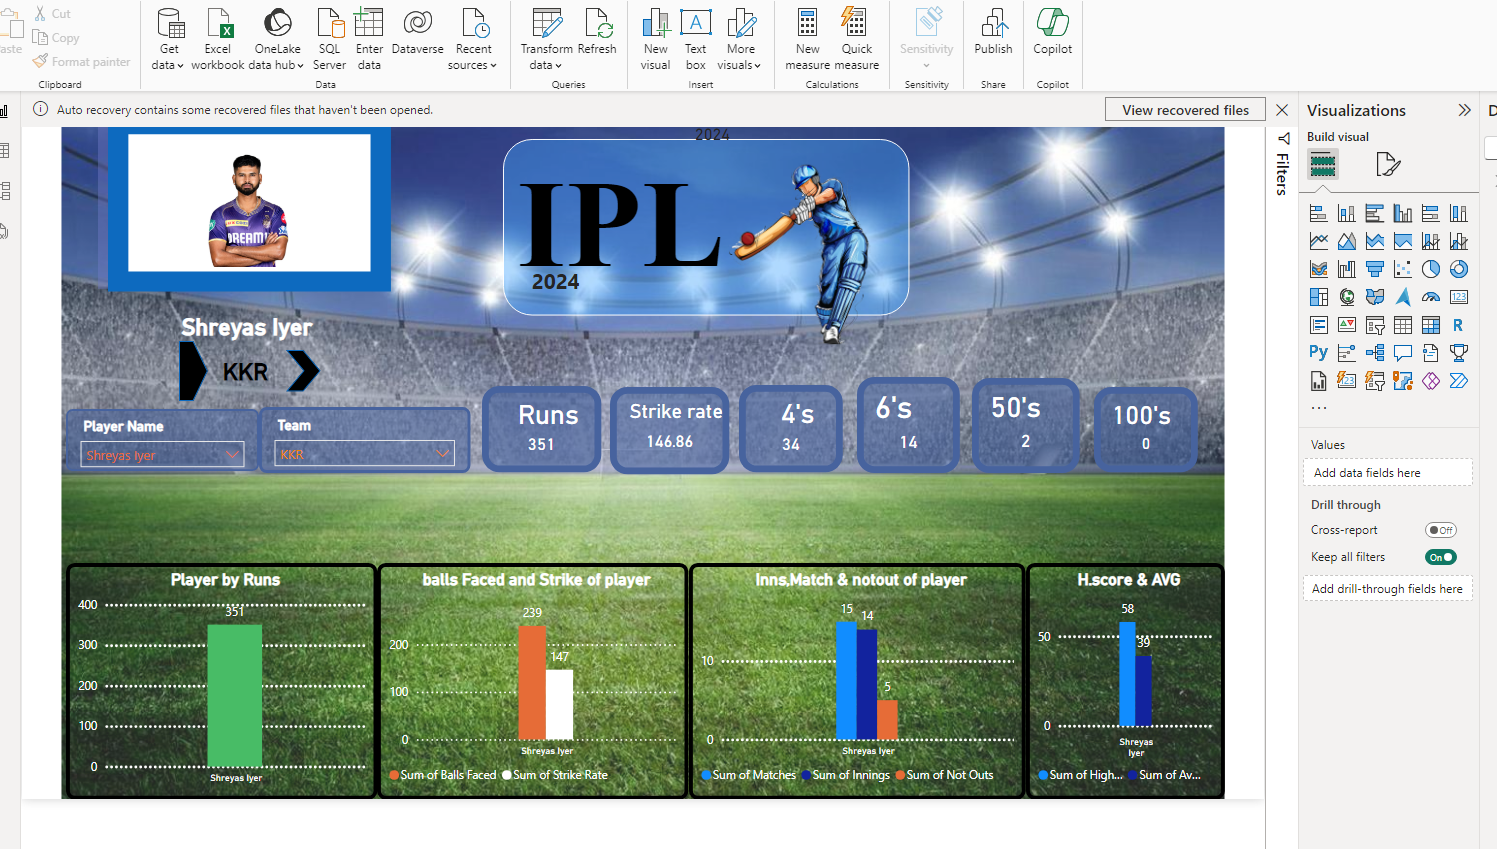 Cut
Copy
Format painter
Clipboard
Get data
Excel workbook
OneLake data hub
SQL Server
Enter data
Dataverse
Recent sources
Data
Transform data
Refresh
Queries
New visual
Text box
More visuals
Insert
New measure
Quick measure
Calculations
Sensitivity
Sensitivity
Publish
Share
Copilot
Copilot
Auto recovery contains some recovered files that haven't been opened.
View recovered files
Filters
Visualizations
Build visual
2024
IPL
2024
DREAM11
Shreyas Iyer
KKR
Player Name
Shreyas Iyer
Team
KKR
Runs
351
Strike rate
146.86
4's
34
6's
14
50's
2
100's
0
Player by Runs
400
300
200
100
0
351
Shreyas Iyer
balls Faced and Strike of player
200
100
0
239
147
Shreyas Iyer
Sum of Balls Faced
Sum of Strike Rate
Inns,Match & notout of player
10
0
15
14
5
Shreyas Iyer
Sum of Matches
Sum of Innings
Sum of Not Outs
H.score & AVG
50
0
58
39
Shreyas
Iyer
Sum of High...
Sum of Av...
123
R
Py
123
...
Values
Add data fields here
Drill through
Cross-report
Off
Keep all filters
On
Add drill-through fields here